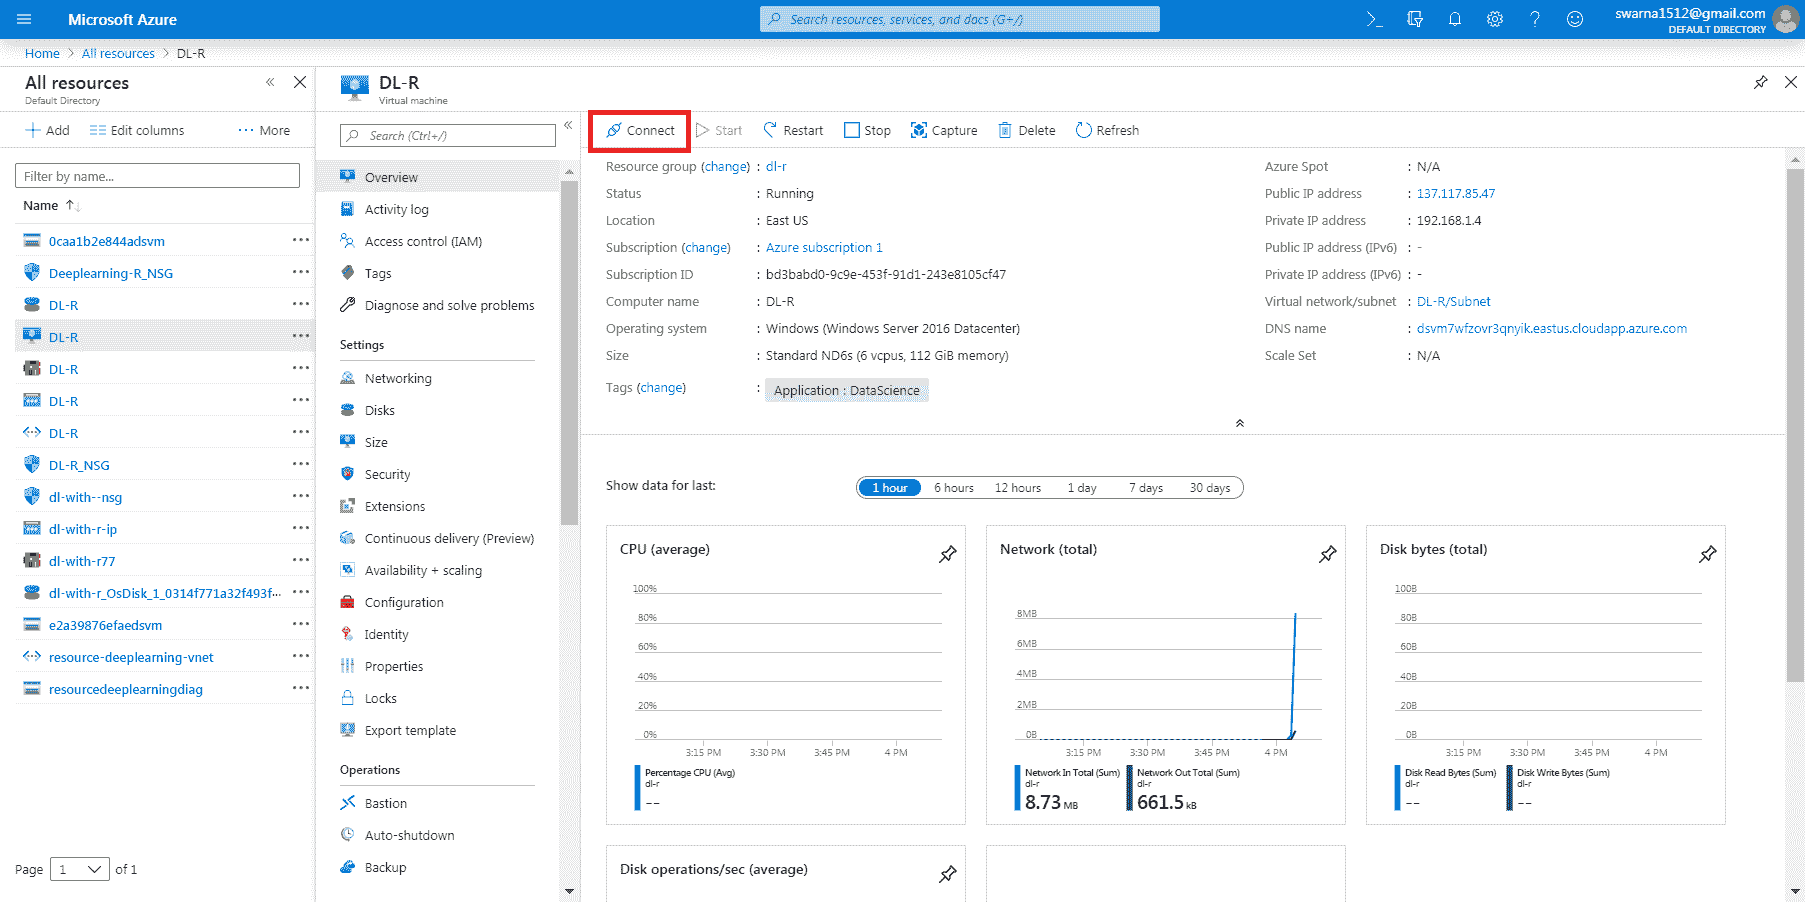 Microsoft Azure
Search resources, services, and docs (G+/)
swarna1512@gmail.com
DEFAULT DIRECTORY
Home > All resources > DL-R
All resources
Default Directory
+ Add
Edit columns
··· More
Filter by name...
Name ↑↓
0caa1b2e844adsvm
Deeplearning-R_NSG
DL-R
DL-R
DL-R
DL-R
DL-R
DL-R_NSG
dl-with--nsg
dl-with-r-ip
dl-with-r77
dl-with-r_OsDisk_1_0314f771a32f493f...
e2a39876efaedsvm
resource-deeplearning-vnet
resourcedeeplearningdiag
Page 1 of 1
DL-R
Virtual machine
Search (Ctrl+/)
Overview
Activity log
Access control (IAM)
Tags
Diagnose and solve problems
Settings
Networking
Disks
Size
Security
Extensions
Continuous delivery (Preview)
Availability + scaling
Configuration
Identity
Properties
Locks
Export template
Operations
Bastion
Auto-shutdown
Backup
Connect Start Restart Stop Capture Delete Refresh
Resource group (change) : dl-r
Status : Running
Location : East US
Subscription (change) : Azure subscription 1
Subscription ID : bd3babd0-9c9e-453f-91d1-243e8105cf47
Computer name : DL-R
Operating system : Windows (Windows Server 2016 Datacenter)
Size : Standard ND6s (6 vcpus, 112 GiB memory)
Tags (change) : Application : DataScience
Azure Spot : N/A
Public IP address : 137.117.85.47
Private IP address : 192.168.1.4
Public IP address (IPv6) : -
Private IP address (IPv6) : -
Virtual network/subnet : DL-R/Subnet
DNS name : dsvm7wfzovr3qnyik.eastus.cloudapp.azure.com
Scale Set : N/A
Show data for last:
1 hour 6 hours 12 hours 1 day 7 days 30 days
CPU (average)
100%
80%
60%
40%
20%
0%
3:15 PM 3:30 PM 3:45 PM 4 PM
Percentage CPU (Avg)
dl-r
--
Network (total)
8MB
6MB
4MB
2MB
0B
3:15 PM 3:30 PM 3:45 PM 4 PM
Network In Total (Sum)
dl-r
8.73 MB
Network Out Total (Sum)
dl-r
661.5 kB
Disk bytes (total)
100B
80B
60B
40B
20B
0B
3:15 PM 3:30 PM 3:45 PM 4 PM
Disk Read Bytes (Sum)
dl-r
--
Disk Write Bytes (Sum)
dl-r
--
Disk operations/sec (average)